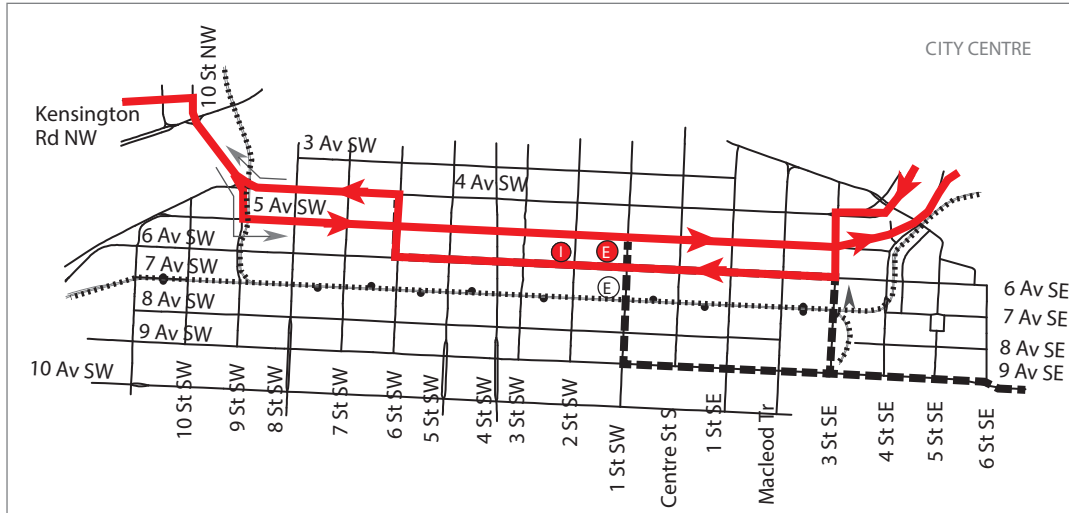 CITY CENTRE
10 St NW
Kensington
Rd NW
3 Av SW
4 Av SW
5 Av SW
6 Av SW
7 Av SW
8 Av SW
9 Av SW
10 Av SW
I
E
E
6 Av SE
7 Av SE
8 Av SE
9 Av SE
10 St SW
9 St SW
8 St SW
7 St SW
6 St SW
5 St SW
4 St SW
3 St SW
2 St SW
1 St SW
Centre St S
1 St SE
Macleod Tr
3 St SE
4 St SE
5 St SE
6 St SE